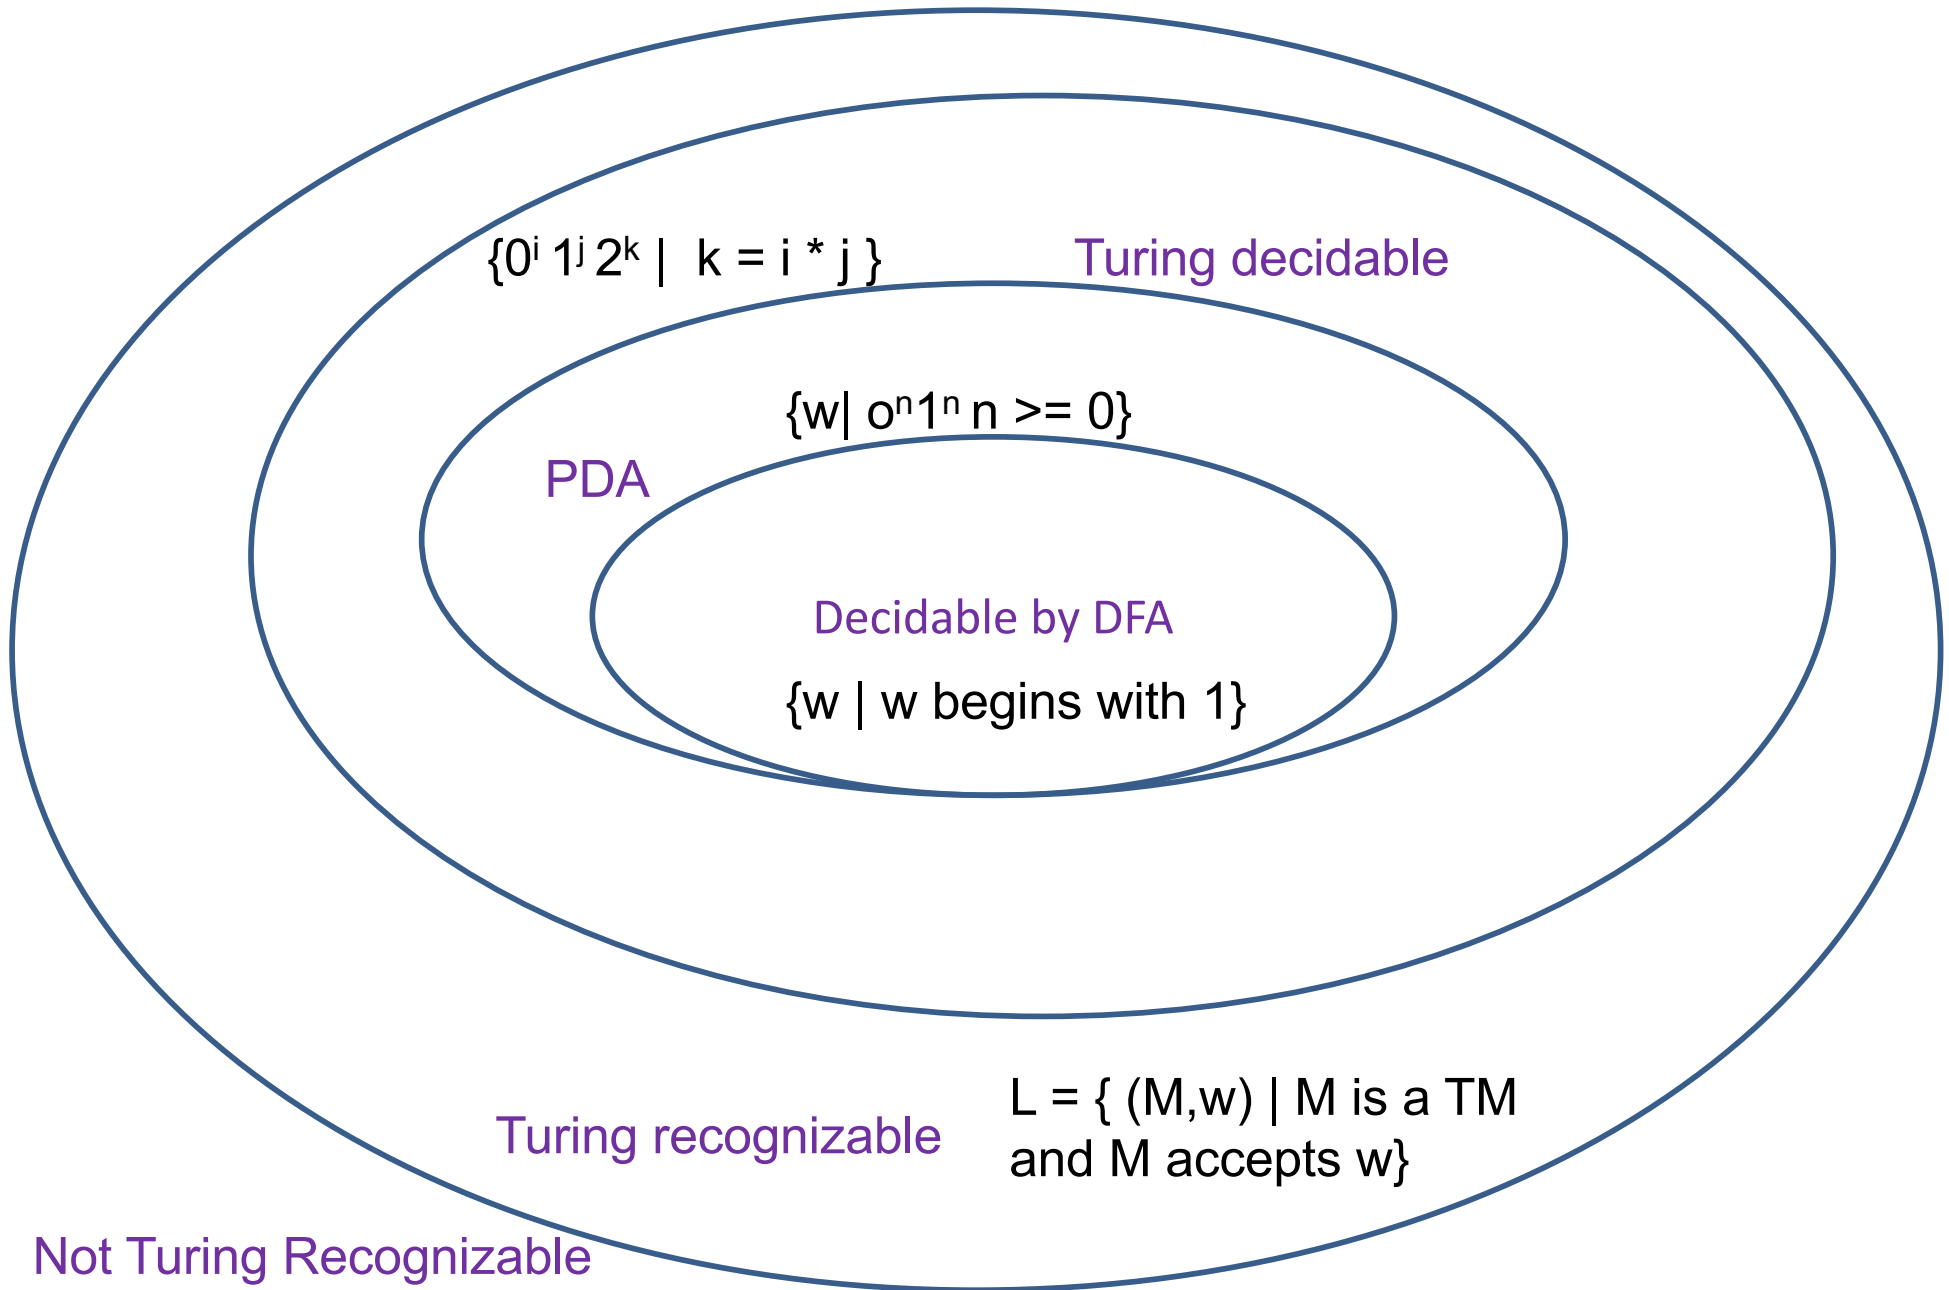 {0ⁱ 1ʲ 2ᵏ |  k = i * j }
Turing decidable
{w| oⁿ1ⁿ n >= 0}
PDA
Decidable by DFA
{w | w begins with 1}
L = { (M,w) | M is a TM
and M accepts w}
Turing recognizable
Not Turing Recognizable